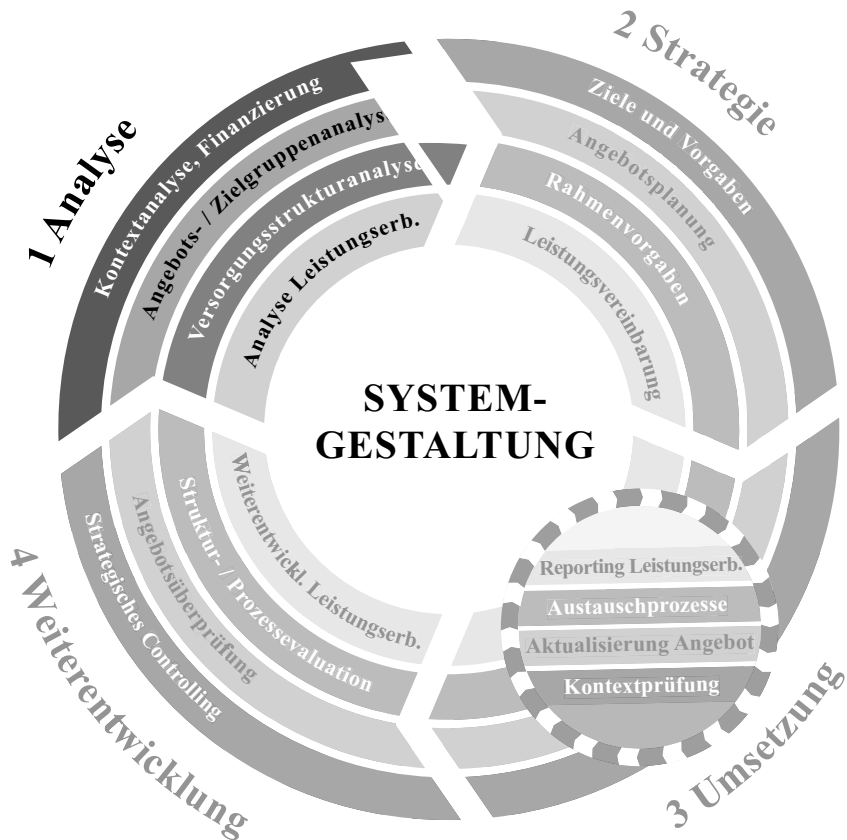 1 Analyse
Kontextanalyse, Finanzierung
Angebots- / Zielgruppenanalys
Versorgungsstrukturanalyse
Analyse Leistungserb.
2 Strategie
Ziele und Vorgaben
Angebotsplanung
Rahmenvorgaben
Leistungsvereinbarung
SYSTEM-
GESTALTUNG
3 Umsetzung
Reporting Leistungserb.
Austauschprozesse
Aktualisierung Angebot
Kontextprüfung
4 Weiterentwicklung
Strategisches Controlling
Angebotsüberprüfung
Struktur- / Prozessevaluation
Weiterentwickl. Leistungserb.